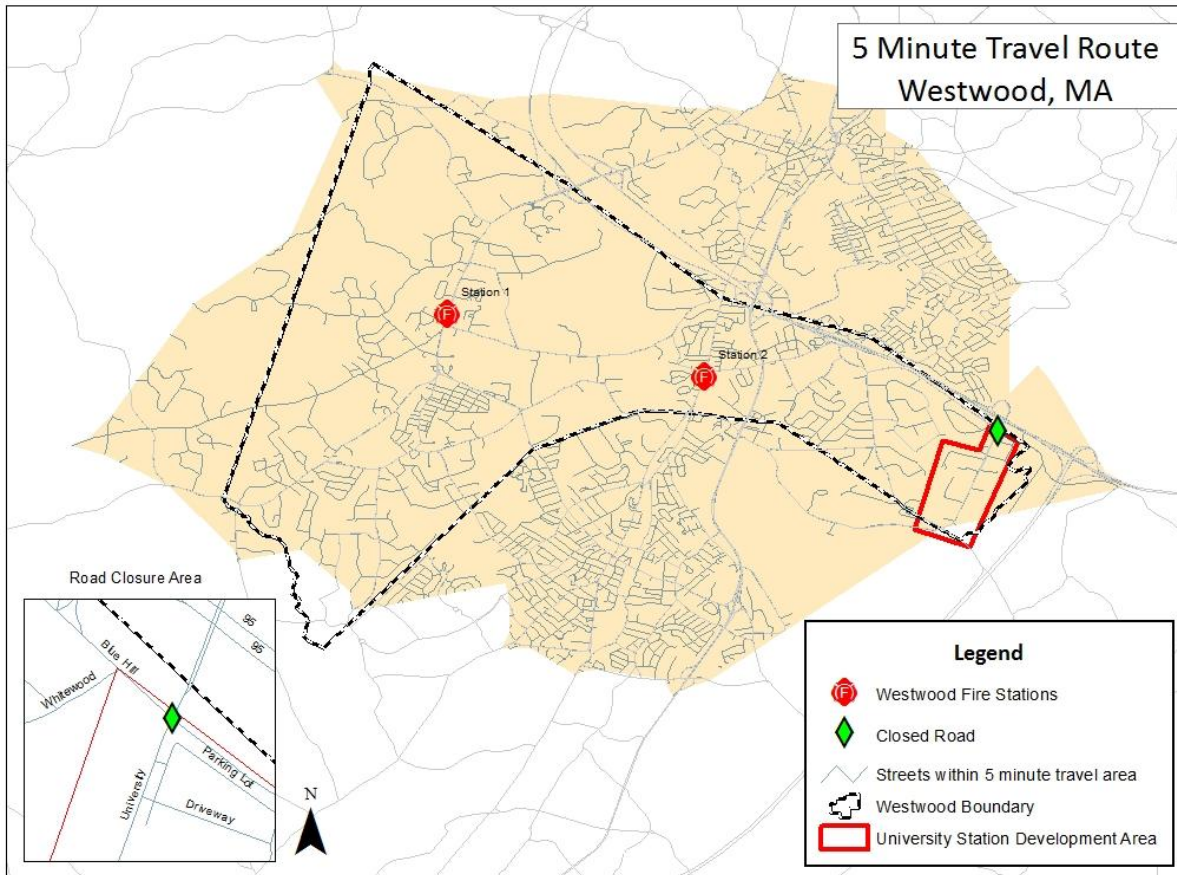 5 Minute Travel Route
Westwood, MA
Station 1
Station 2
Road Closure Area
95
95
Blue Hill
Whitewood
Parking Lot
University
Driveway
N
Legend
F Westwood Fire Stations
Closed Road
Streets within 5 minute travel area
Westwood Boundary
University Station Development Area